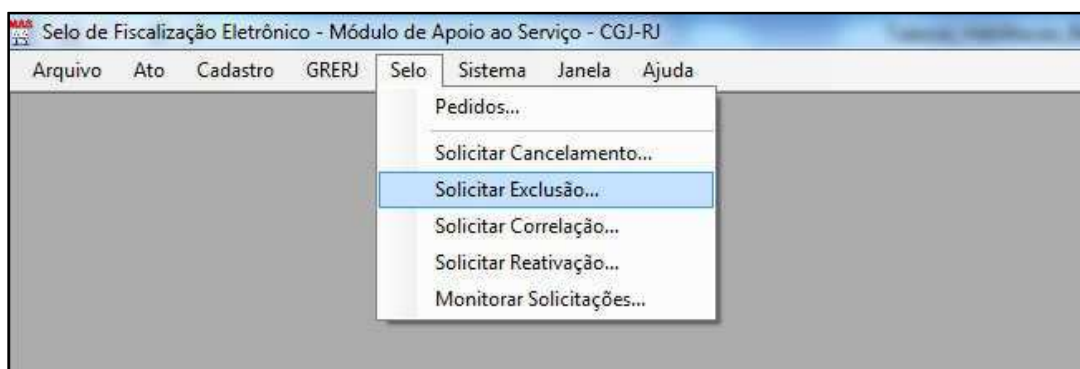 MAS Selo de Fiscalização Eletrônico - Módulo de Apoio ao Serviço - CGJ-RJ
Arquivo Ato Cadastro GRERJ Selo Sistema Janela Ajuda
Pedidos...
Solicitar Cancelamento...
Solicitar Exclusão...
Solicitar Correlação...
Solicitar Reativação...
Monitorar Solicitações...